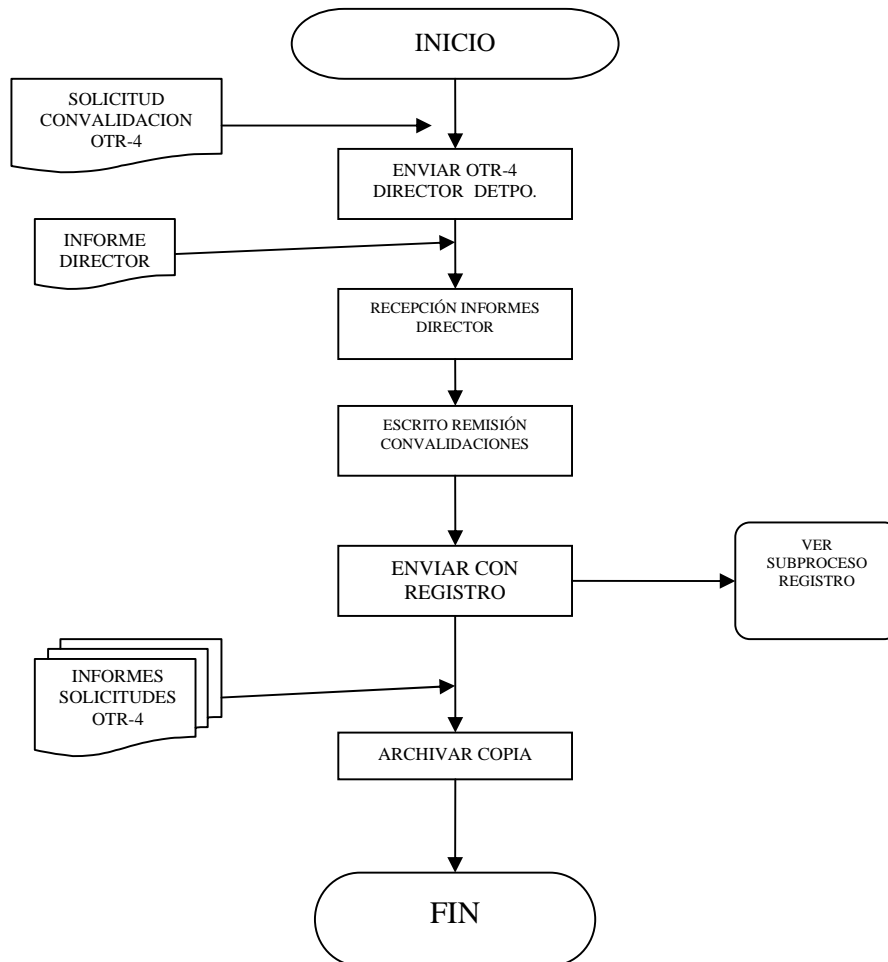 INICIO
SOLICITUD
CONVALIDACION
OTR-4
ENVIAR OTR-4
DIRECTOR DETPO.
INFORME
DIRECTOR
RECEPCIÓN INFORMES
DIRECTOR
ESCRITO REMISIÓN
CONVALIDACIONES
ENVIAR CON
REGISTRO
VER
SUBPROCESO
REGISTRO
INFORMES
SOLICITUDES
OTR-4
ARCHIVAR COPIA
FIN